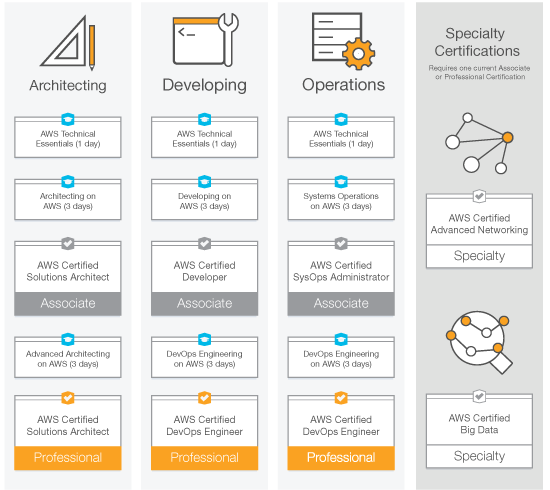 Architecting
AWS Technical
Essentials (1 day)
Architecting on
AWS (3 days)
AWS Certified
Solutions Architect
Associate
Advanced Architecting
on AWS (3 days)
AWS Certified
Solutions Architect
Professional
Developing
AWS Technical
Essentials (1 day)
Developing on
AWS (3 days)
AWS Certified
Developer
Associate
DevOps Engineering
on AWS (3 days)
AWS Certified
DevOps Engineer
Professional
Operations
AWS Technical
Essentials (1 day)
Systems Operations
on AWS (3 days)
AWS Certified
SysOps Administrator
Associate
DevOps Engineering
on AWS (3 days)
AWS Certified
DevOps Engineer
Professional
Specialty
Certifications
Requires one current Associate
or Professional Certification
AWS Certified
Advanced Networking
Specialty
AWS Certified
Big Data
Specialty